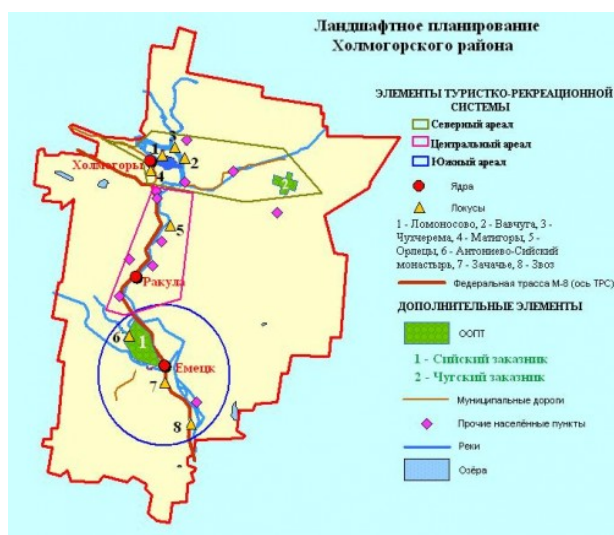 Ландшафтное планирование
Холмогорского района
ЭЛЕМЕНТЫ ТУРИСТКО-РЕКРЕАЦИОННОЙ
СИСТЕМЫ
Северный ареал
Центральный ареал
Южный ареал
Ядра
Локусы
1 - Ломоносово, 2 - Вавчуга, 3 -
Чухчерема, 4 - Матигоры, 5 -
Орлецы, 6 - Антониево-Сийский
монастырь, 7 - Зачачье, 8 - Звоз
Федеральная трасса М-8 (ось ТРС)
ДОПОЛНИТЕЛЬНЫЕ ЭЛЕМЕНТЫ
ООПТ
1 - Сийский заказник
2 - Чугский заказник
Муниципальные дороги
Прочие населённые пункты
Реки
Озёра
3
1
Холмогоры
2
4
2
5
Ракула
6
1
Емецк
7
8